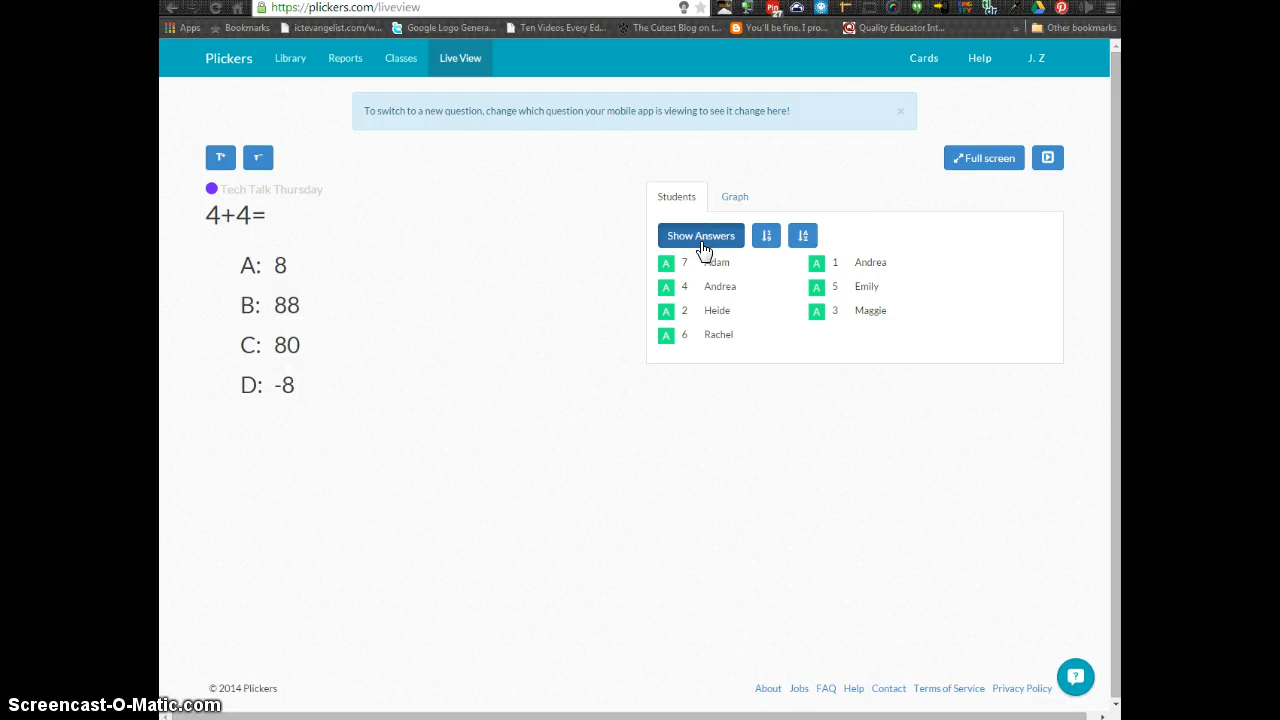 https://plickers.com/liveview
Apps Bookmarks ictevangelist.com/w... Google Logo Genera... Ten Videos Every Ed... The Cutest Blog on t... You'll be fine. I pro... Quality Educator Int... » Other bookmarks
Plickers Library Reports Classes Live View Cards Help J. Z
To switch to a new question, change which question your mobile app is viewing to see it change here! ×
T+ T- Full screen
Tech Talk Thursday
4+4=
A: 8
B: 88
C: 80
D: -8
Students Graph
Show Answers
A 7 Adam A 1 Andrea
A 4 Andrea A 5 Emily
A 2 Heide A 3 Maggie
A 6 Rachel
© 2014 Plickers About Jobs FAQ Help Contact Terms of Service Privacy Policy
Screencast-O-Matic.com